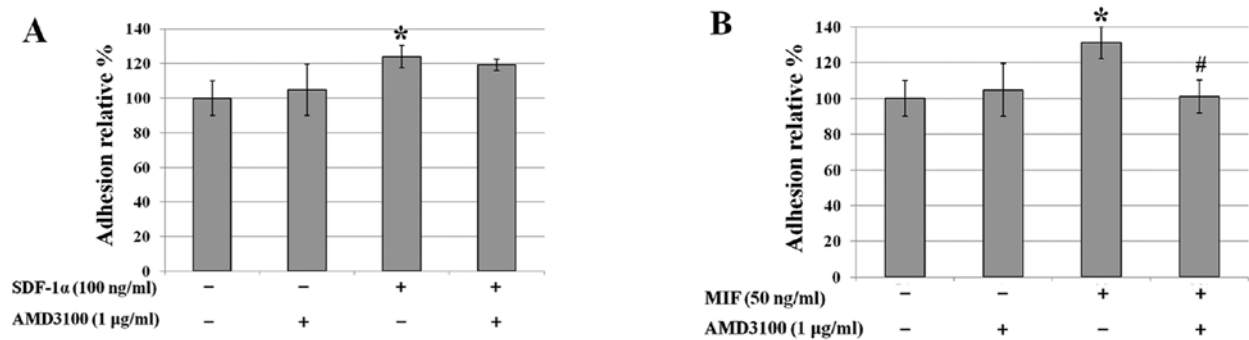 A
Adhesion relative %
140
120
100
80
60
40
20
0
*
SDF-1α (100 ng/ml) − − + +
AMD3100 (1 μg/ml) − + − +
B
Adhesion relative %
140
120
100
80
60
40
20
0
*
#
MIF (50 ng/ml) − − + +
AMD3100 (1 μg/ml) − + − +